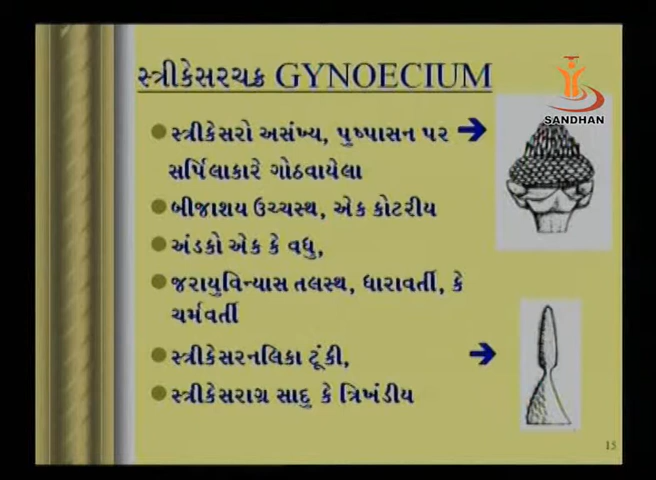 સ્ત્રીકેસરચક્ર GYNOECIUM
SANDHAN
સ્ત્રીકેસરો અસંખ્ય, પુષ્પાસન પર
સર્પિલાકારે ગોઠવાયેલા
બીજાશય ઉચ્ચસ્થ, એક કોટરીય
અંડકો એક કે વધુ,
જરાયુવિન્યાસ તલસ્થ, ધારાવર્તી, કે
ચર્મવર્તી
સ્ત્રીકેસરનલિકા ટૂંકી,
સ્ત્રીકેસરાગ્ર સાદુ કે ત્રિખંડીય
15